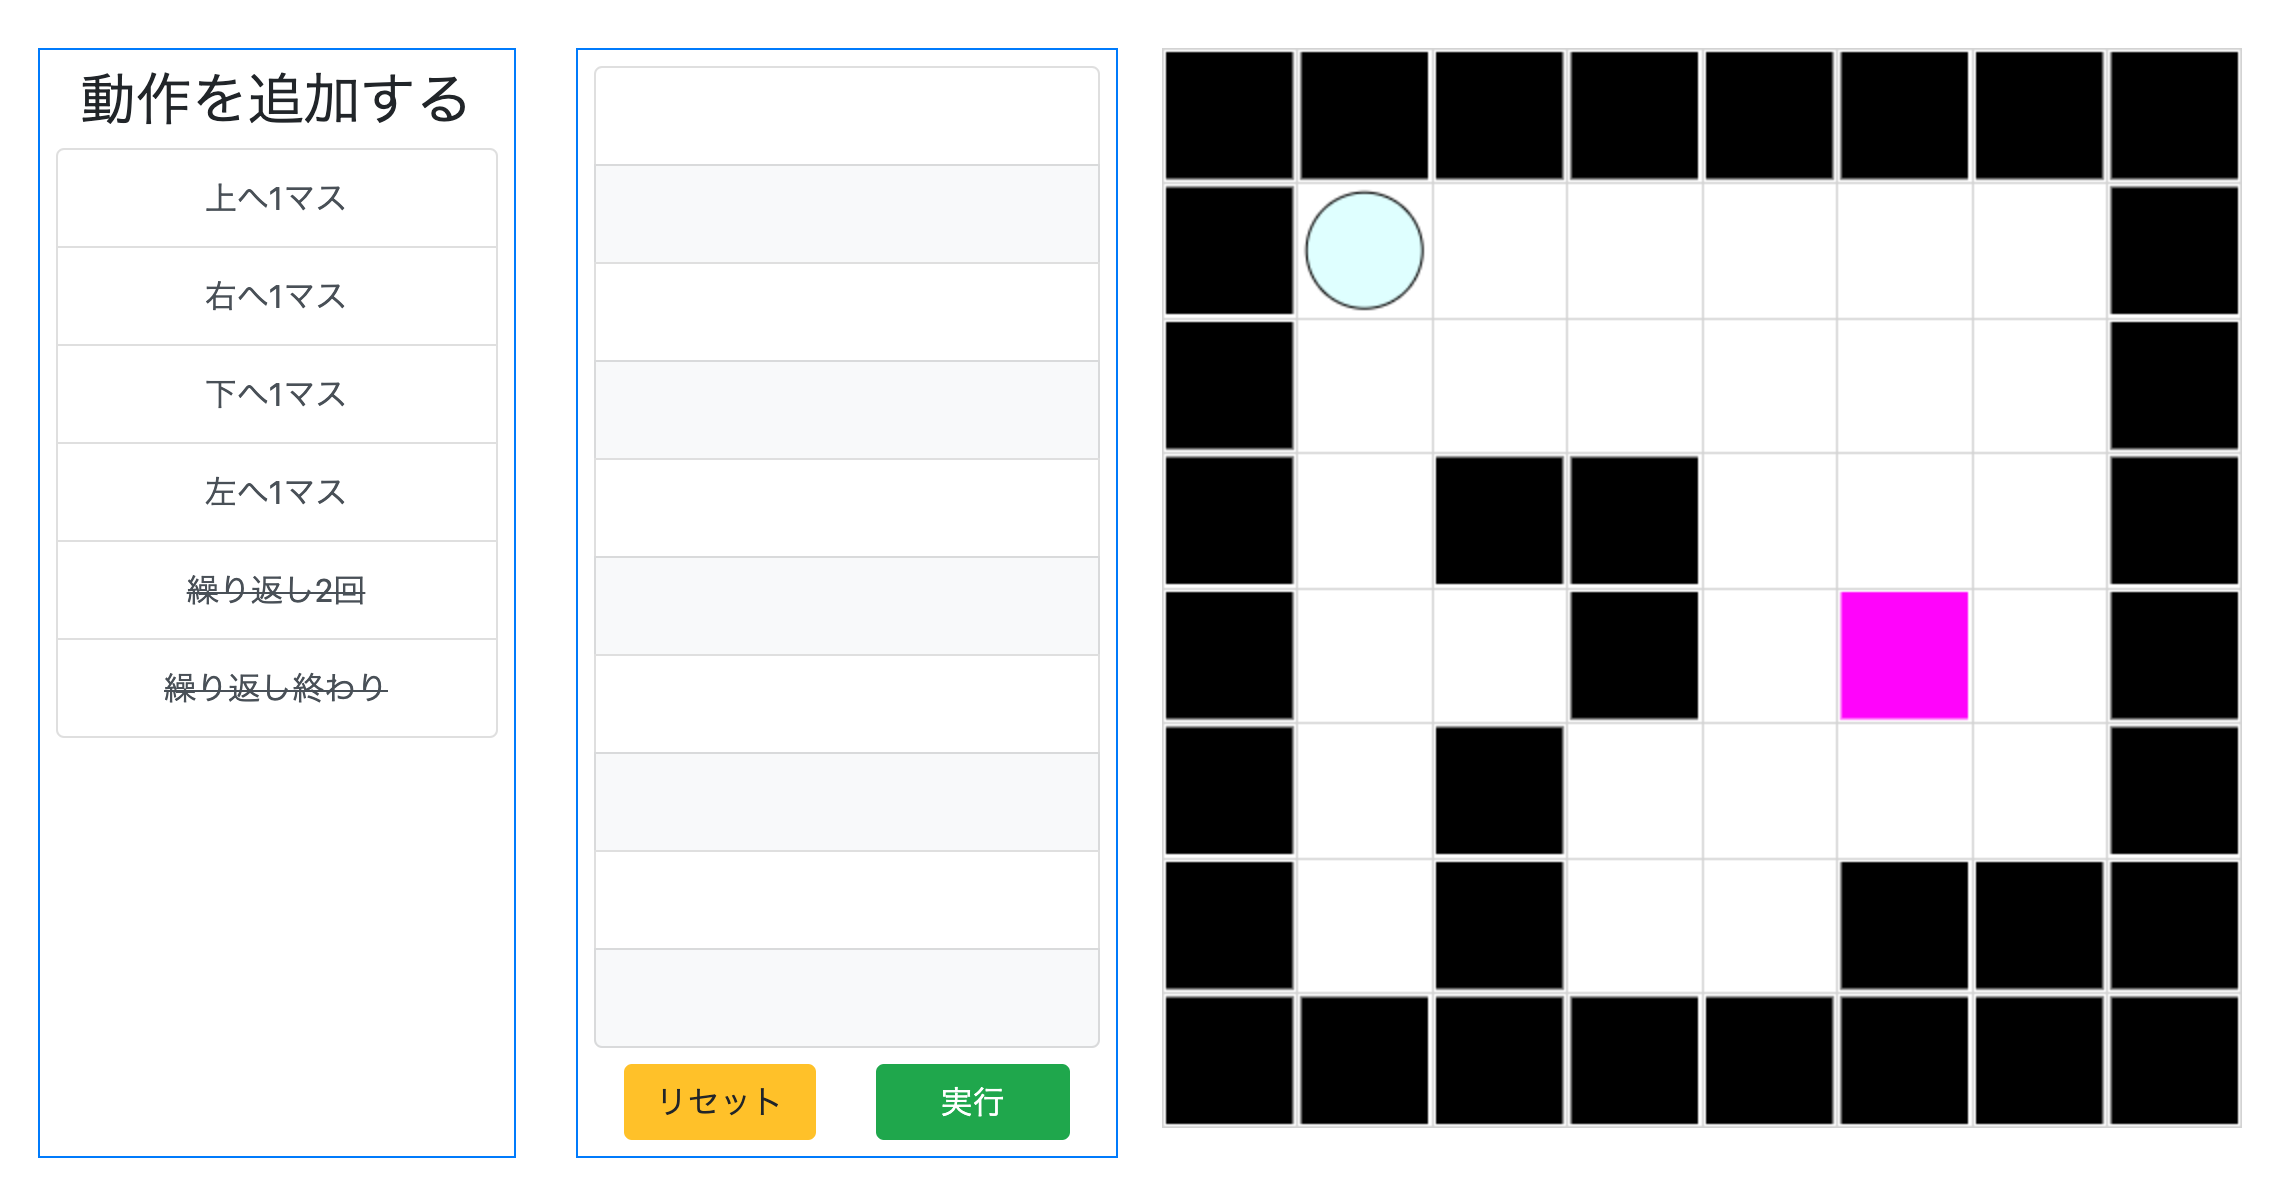 動作を追加する
上へ1マス
右へ1マス
下へ1マス
左へ1マス
繰り返し2回
繰り返し終わり
リセット
実行